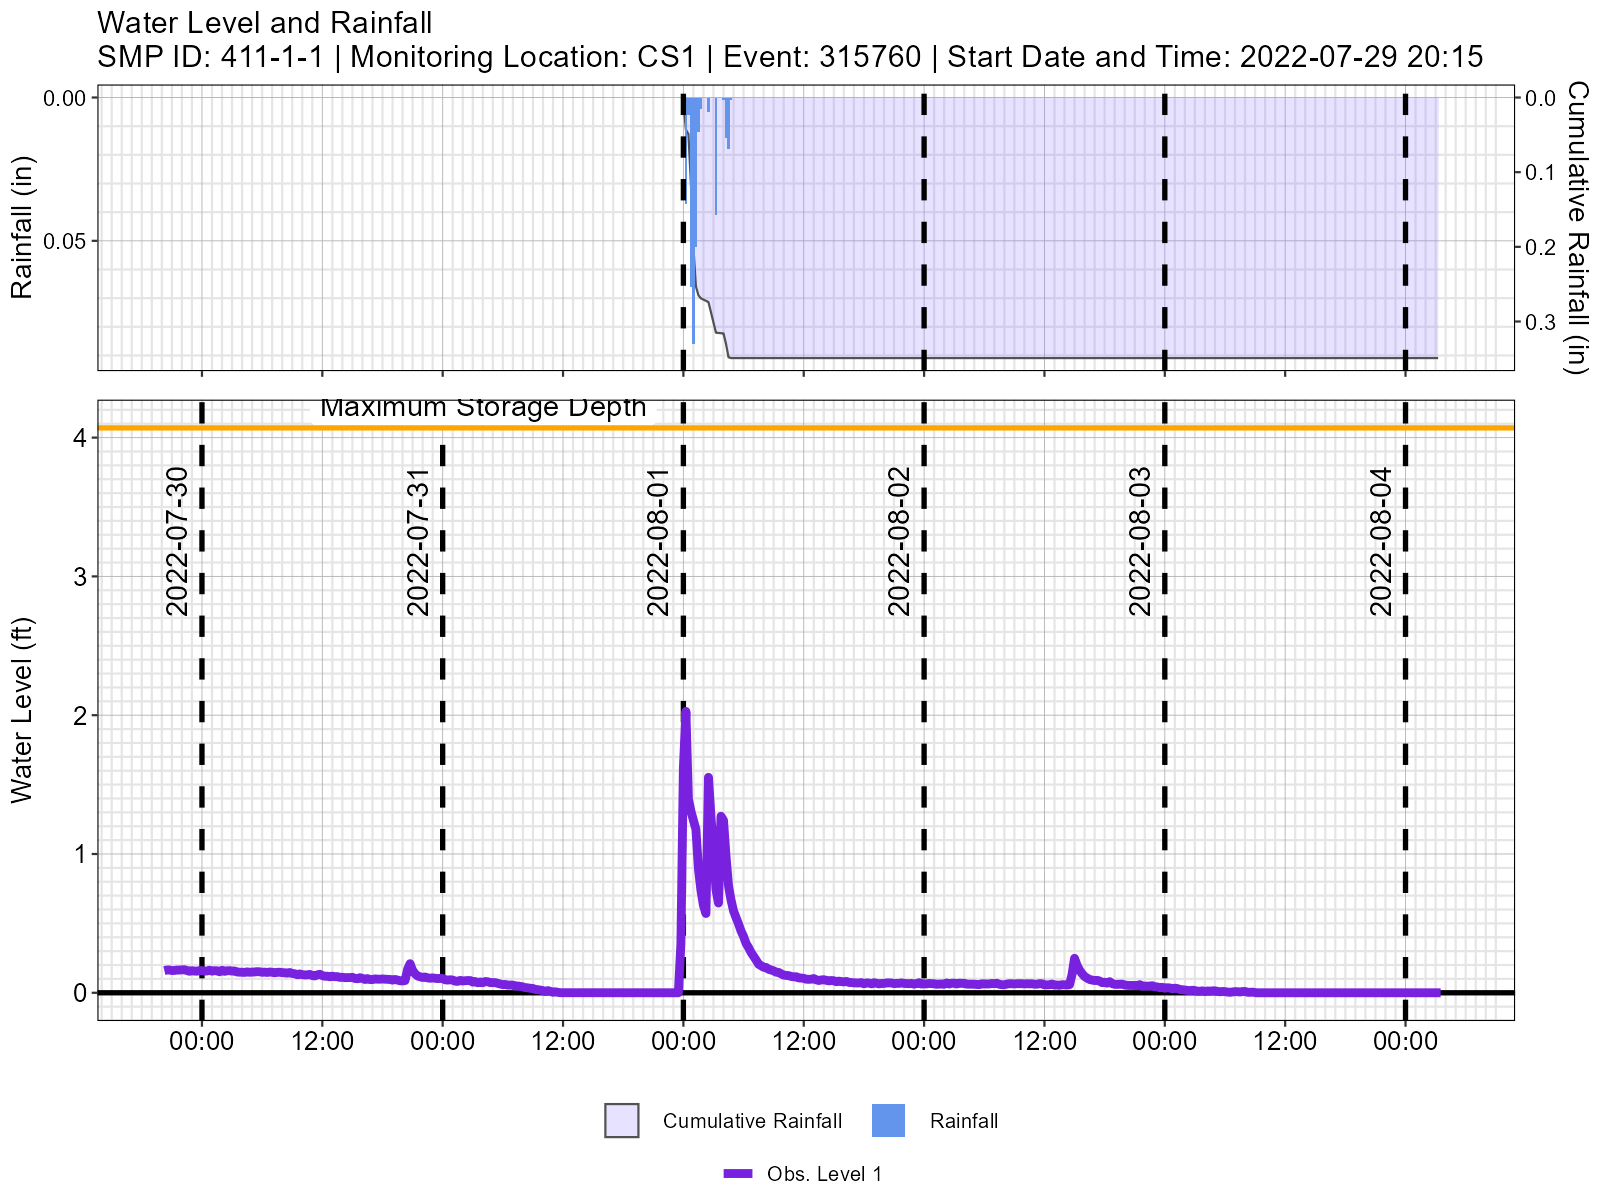 Water Level and Rainfall
SMP ID: 411-1-1 | Monitoring Location: CS1 | Event: 315760 | Start Date and Time: 2022-07-29 20:15
Rainfall (in)
0.00
0.05
0.0
0.1
0.2
0.3
Cumulative Rainfall (in)
Maximum Storage Depth
Water Level (ft)
4
3
2
1
0
2022-07-30
2022-07-31
2022-08-01
2022-08-02
2022-08-03
2022-08-04
00:00 12:00 00:00 12:00 00:00 12:00 00:00 12:00 00:00 12:00 00:00
Cumulative Rainfall Rainfall
Obs. Level 1